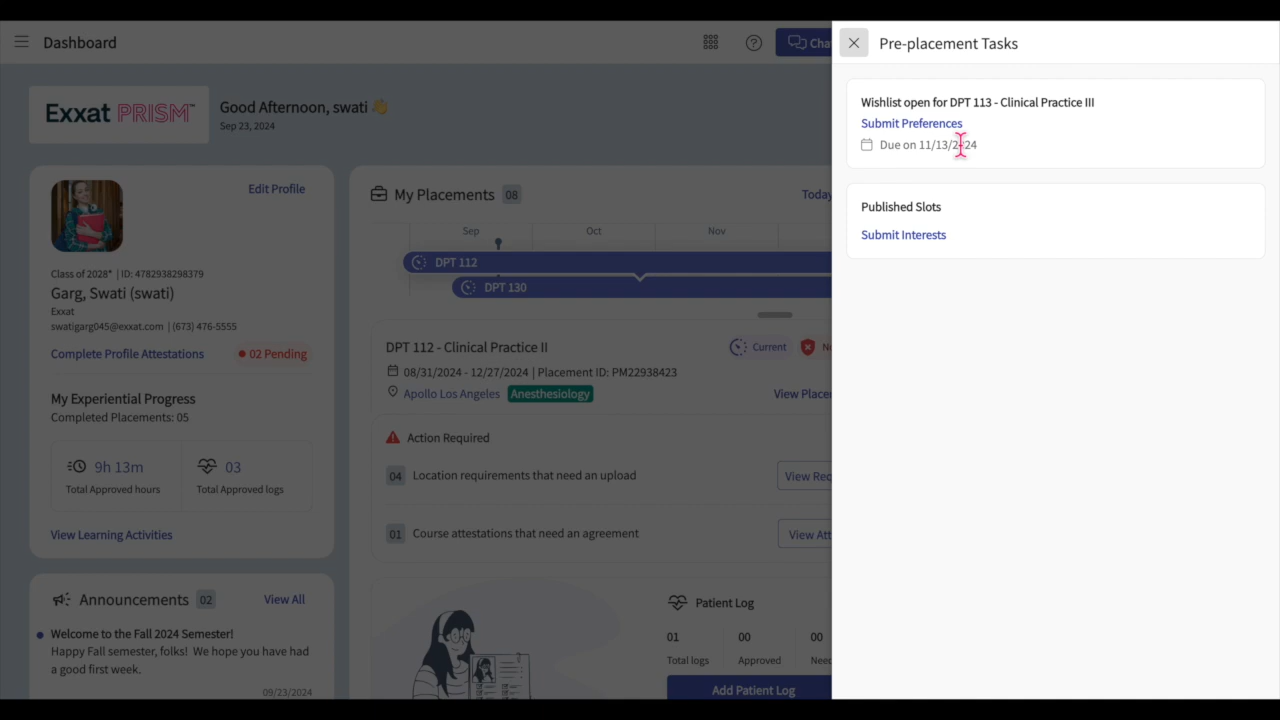 Dashboard
Exxat PRISM™
Good Afternoon, swati 👋
Sep 23, 2024
Edit Profile
Class of 2028* | ID: 4782938298379
Garg, Swati (swati)
Exxat
swatigarg045@exxat.com | (673) 476-5555
Complete Profile Attestations
02 Pending
My Experiential Progress
Completed Placements: 05
9h 13m
Total Approved hours
03
Total Approved logs
View Learning Activities
Announcements 02
View All
Welcome to the Fall 2024 Semester!
Happy Fall semester, folks! We hope you have had
a good first week.
09/23/2024
My Placements 08
Today
Sep
Oct
Nov
DPT 112
DPT 130
DPT 112 - Clinical Practice II
Current
08/31/2024 - 12/27/2024 | Placement ID: PM22938423
Apollo Los Angeles
Anesthesiology
View
Action Required
04
Location requirements that need an upload
View
01
Course attestations that need an agreement
View
Patient Log
01
00
00
Total logs
Approved
Add Patient Log
Pre-placement Tasks
Wishlist open for DPT 113 - Clinical Practice III
Submit Preferences
Due on 11/13/2024
Published Slots
Submit Interests